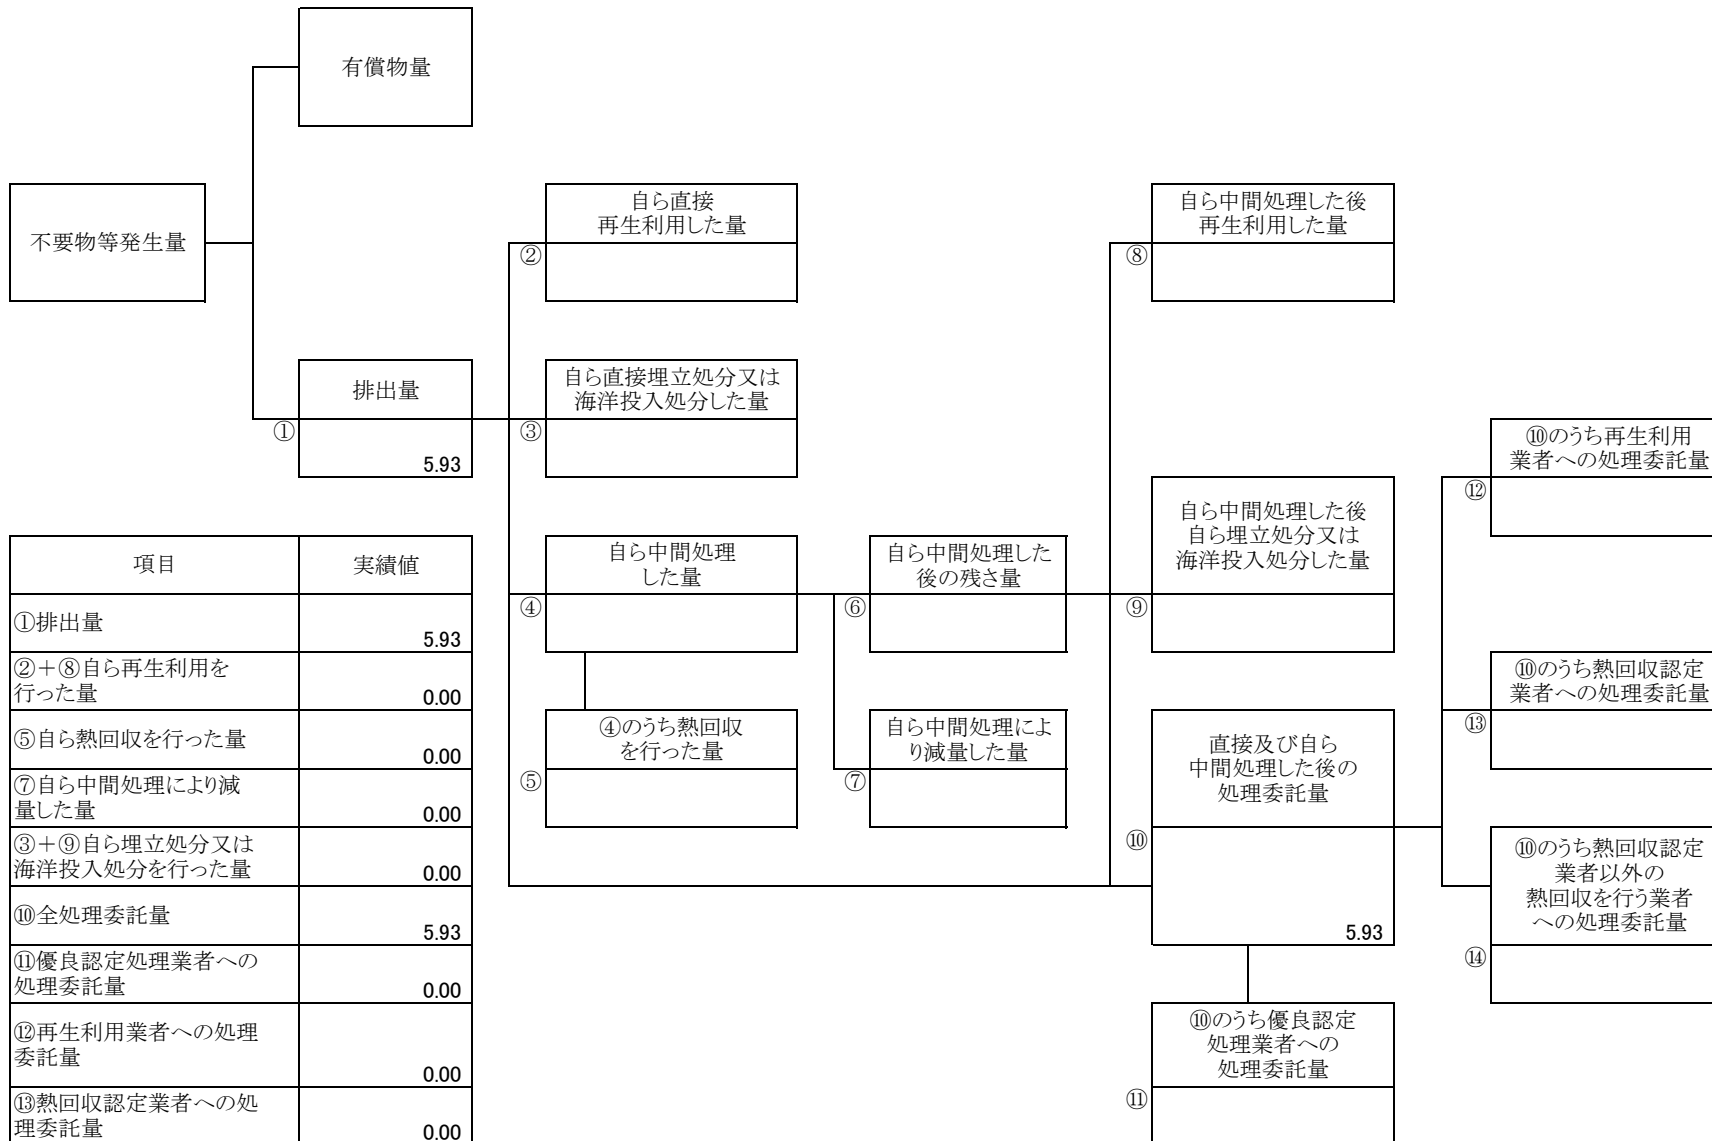 有償物量
不要物等発生量
自ら直接
再生利用した量
②
自ら中間処理した後
再生利用した量
⑧
排出量
①
5.93
自ら直接埋立処分又は
海洋投入処分した量
③
⑩のうち再生利用
業者への処理委託量
⑫
自ら中間処理した後
自ら埋立処分又は
海洋投入処分した量
⑨
自ら中間処理
した量
④
自ら中間処理した
後の残さ量
⑥
⑩のうち熱回収認定
業者への処理委託量
⑬
④のうち熱回収
を行った量
⑤
自ら中間処理によ
り減量した量
⑦
直接及び自ら
中間処理した後の
処理委託量
⑩
5.93
⑩のうち熱回収認定
業者以外の
熱回収を行う業者
への処理委託量
⑭
⑩のうち優良認定
処理業者への
処理委託量
⑪
項目 実績値
①排出量
5.93
②+⑧自ら再生利用を
行った量
0.00
⑤自ら熱回収を行った量
0.00
⑦自ら中間処理により減
量した量
0.00
③+⑨自ら埋立処分又は
海洋投入処分を行った量
0.00
⑩全処理委託量
5.93
⑪優良認定処理業者への
処理委託量
0.00
⑫再生利用業者への処理
委託量
0.00
⑬熱回収認定業者への処
理委託量
0.00